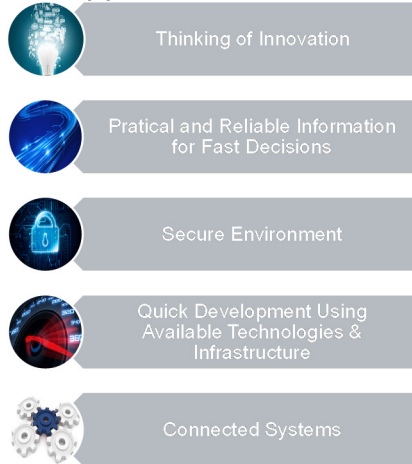 Thinking of Innovation
Pratical and Reliable Information
for Fast Decisions
Secure Environment
Quick Development Using
Available Technologies &
Infrastructure
Connected Systems